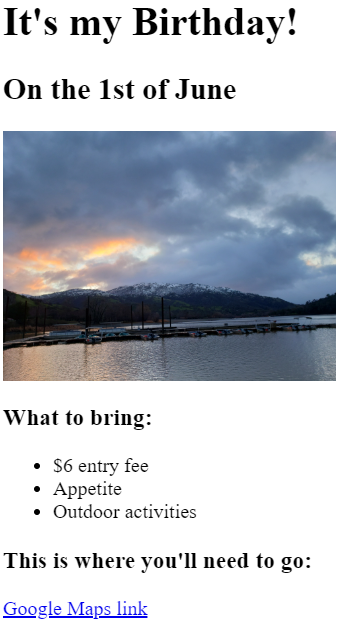 It's my Birthday!
On the 1st of June
What to bring:
$6 entry fee
Appetite
Outdoor activities
This is where you'll need to go:
Google Maps link